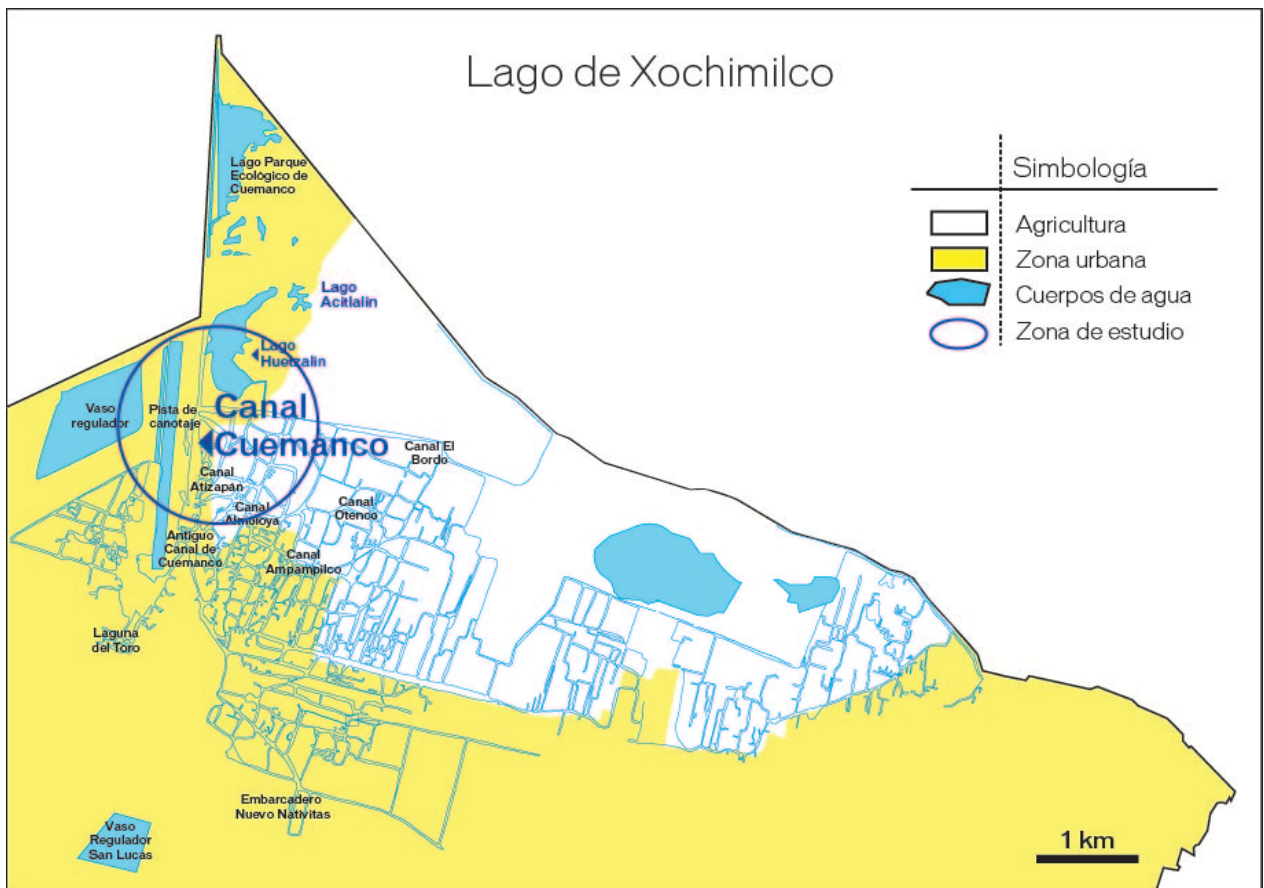 Lago de Xochimilco
Simbología
Agricultura
Zona urbana
Cuerpos de agua
Zona de estudio
Lago Parque
Ecológico de
Cuemanco
Lago
Acitlalin
Lago
Huetzalin
Canal
Cuemanco
Vaso
regulador
Pista de
canotaje
Canal El
Bordo
Canal
Atizapán
Canal
Almoloya
Canal
Otenco
Antiguo
Canal de
Cuemanco
Canal
Ampampilco
Laguna
del Toro
Embarcadero
Nuevo Nativitas
Vaso
Regulador
San Lucas
1 km